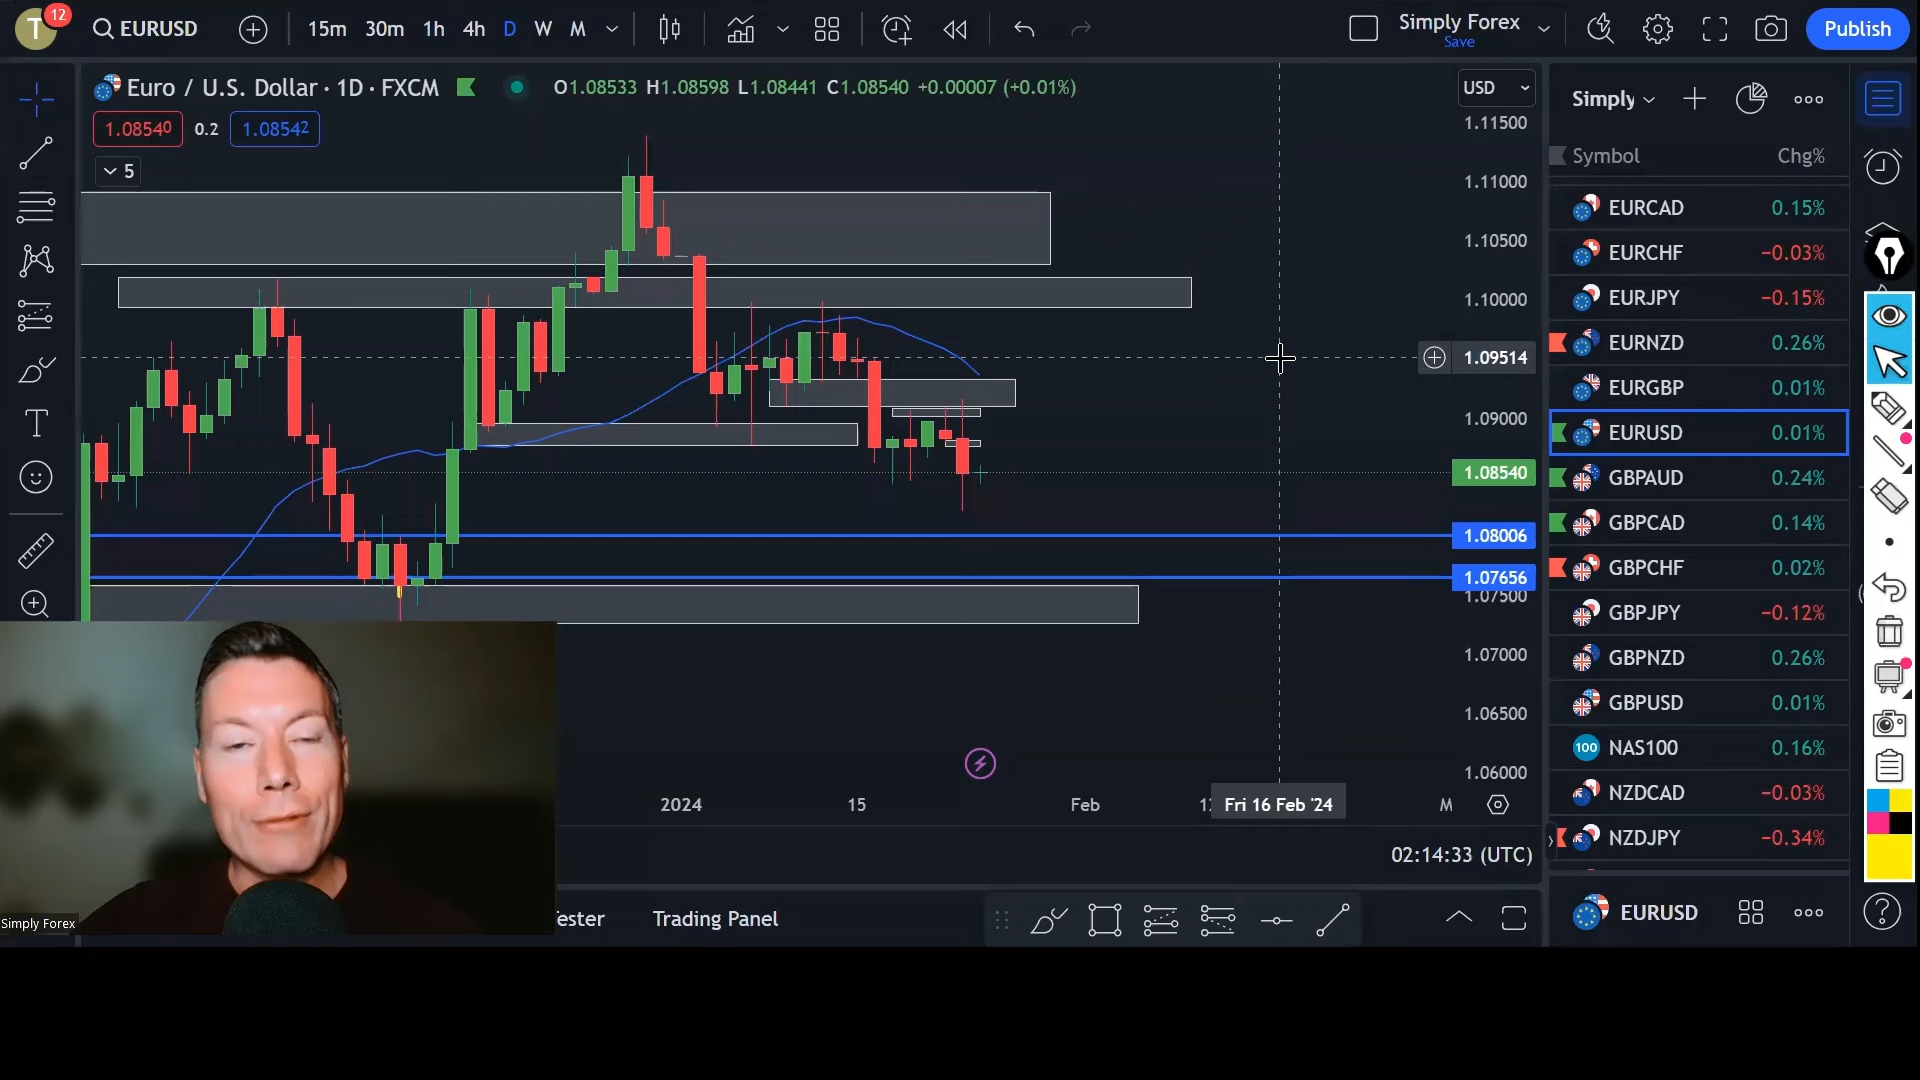 T 12 EURUSD 15m 30m 1h 4h D W M Simply Forex Save Publish
Euro / U.S. Dollar · 1D · FXCM O1.08533 H1.08598 L1.08441 C1.08540 +0.00007 (+0.01%)
USD
Simply
1.08540 0.2 1.08542
5
1.11500
1.11000
1.10500
1.10000
1.09514
1.09000
1.08540
1.08006
1.07656
1.07500
1.07000
1.06500
1.06000
2024 15 Feb 12 Fri 16 Feb '24 M
02:14:33 (UTC)
Symbol Chg%
EURCAD 0.15%
EURCHF −0.03%
EURJPY −0.15%
EURNZD 0.26%
EURGBP 0.01%
EURUSD 0.01%
GBPAUD 0.24%
GBPCAD 0.14%
GBPCHF 0.02%
GBPJPY −0.12%
GBPNZD 0.26%
GBPUSD 0.01%
100 NAS100 0.16%
NZDCAD −0.03%
NZDJPY −0.34%
EURUSD
Simply Forex
ester Trading Panel